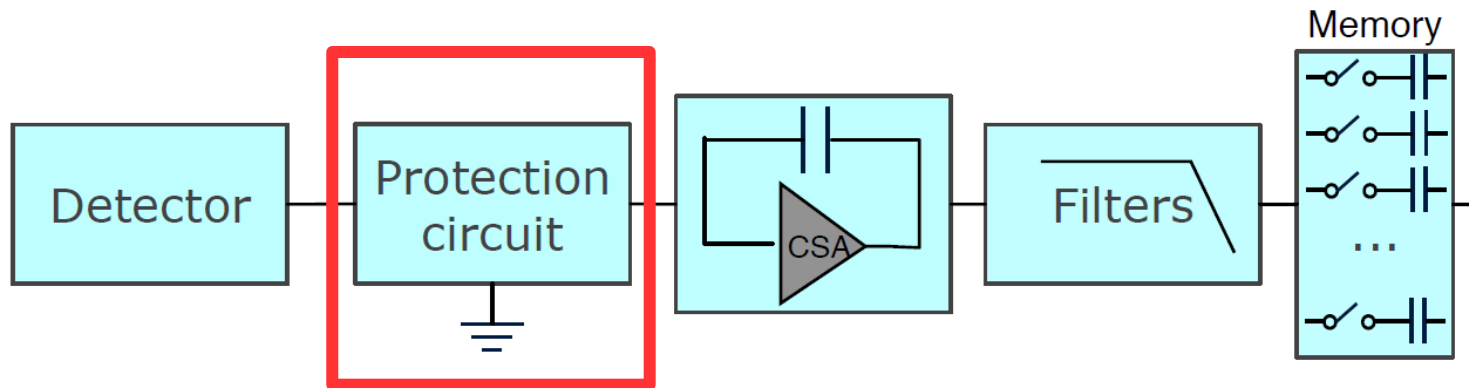 Memory
Detector
Protection
circuit
CSA
Filters
...